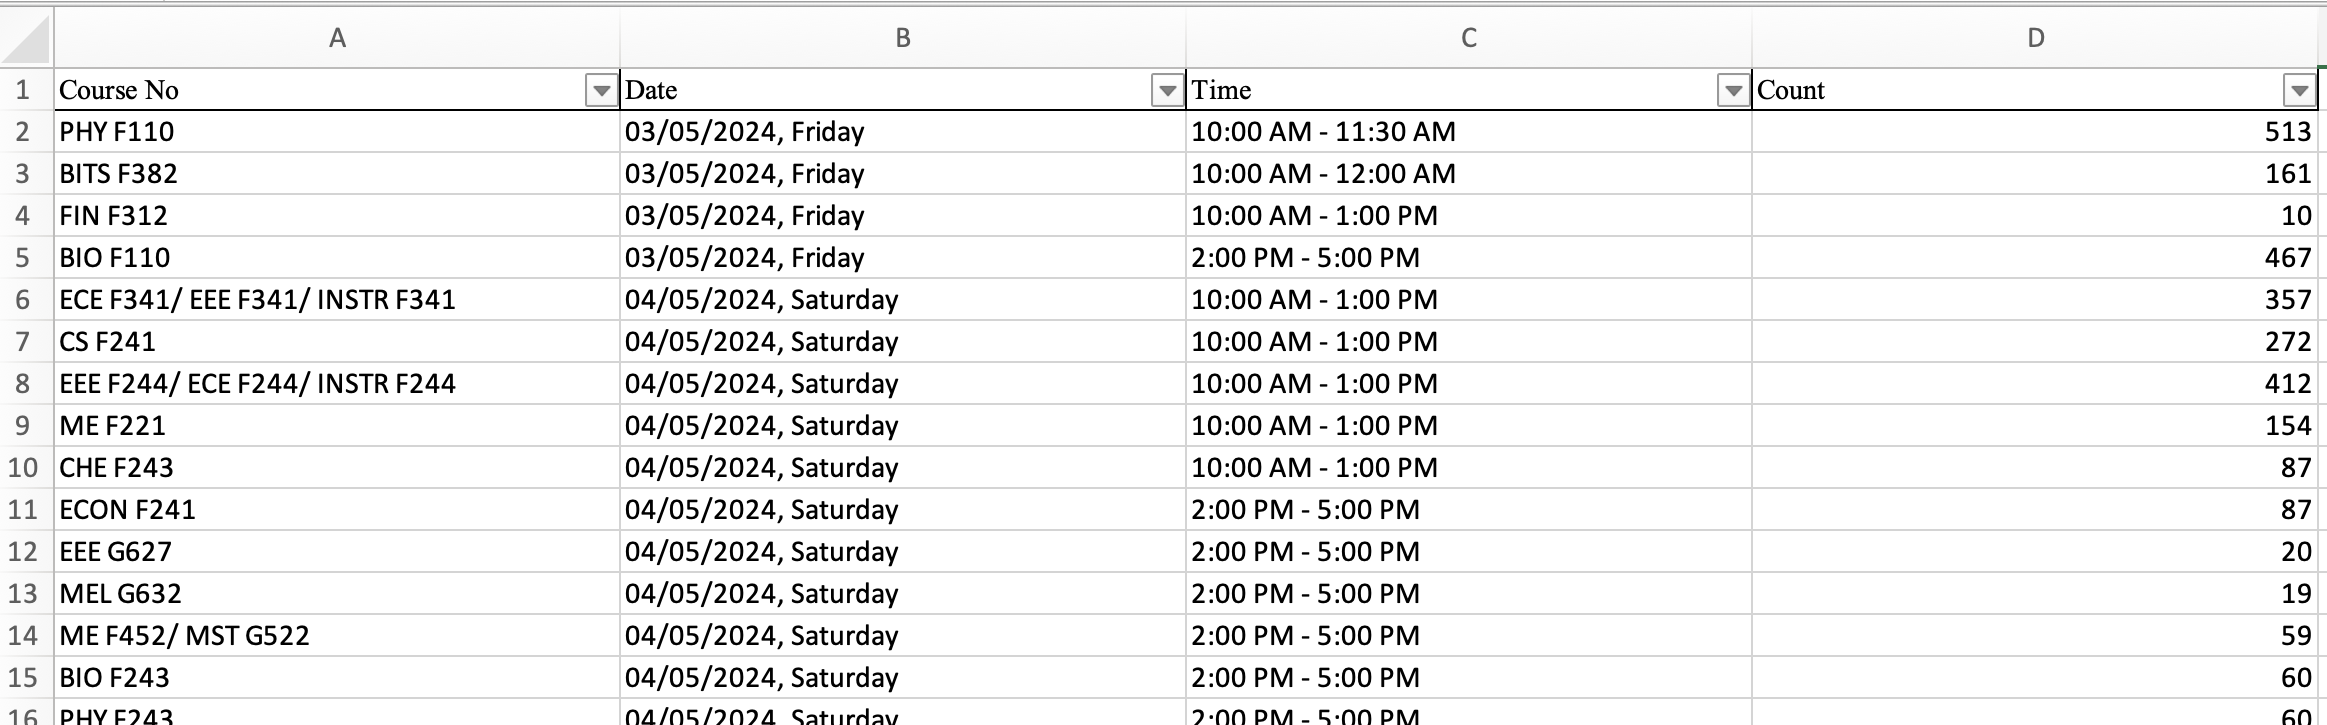 A B C D
1 Course No Date Time Count
2 PHY F110 03/05/2024, Friday 10:00 AM - 11:30 AM 513
3 BITS F382 03/05/2024, Friday 10:00 AM - 12:00 AM 161
4 FIN F312 03/05/2024, Friday 10:00 AM - 1:00 PM 10
5 BIO F110 03/05/2024, Friday 2:00 PM - 5:00 PM 467
6 ECE F341/ EEE F341/ INSTR F341 04/05/2024, Saturday 10:00 AM - 1:00 PM 357
7 CS F241 04/05/2024, Saturday 10:00 AM - 1:00 PM 272
8 EEE F244/ ECE F244/ INSTR F244 04/05/2024, Saturday 10:00 AM - 1:00 PM 412
9 ME F221 04/05/2024, Saturday 10:00 AM - 1:00 PM 154
10 CHE F243 04/05/2024, Saturday 10:00 AM - 1:00 PM 87
11 ECON F241 04/05/2024, Saturday 2:00 PM - 5:00 PM 87
12 EEE G627 04/05/2024, Saturday 2:00 PM - 5:00 PM 20
13 MEL G632 04/05/2024, Saturday 2:00 PM - 5:00 PM 19
14 ME F452/ MST G522 04/05/2024, Saturday 2:00 PM - 5:00 PM 59
15 BIO F243 04/05/2024, Saturday 2:00 PM - 5:00 PM 60
16 PHY F243 04/05/2024, Saturday 2:00 PM - 5:00 PM 60